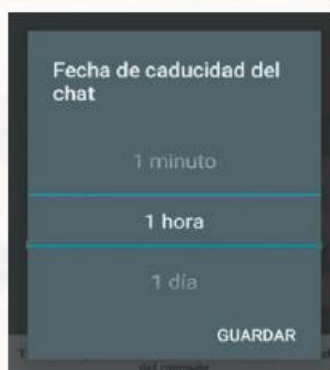 Fecha de caducidad del
chat
1 minuto
1 hora
1 día
GUARDAR